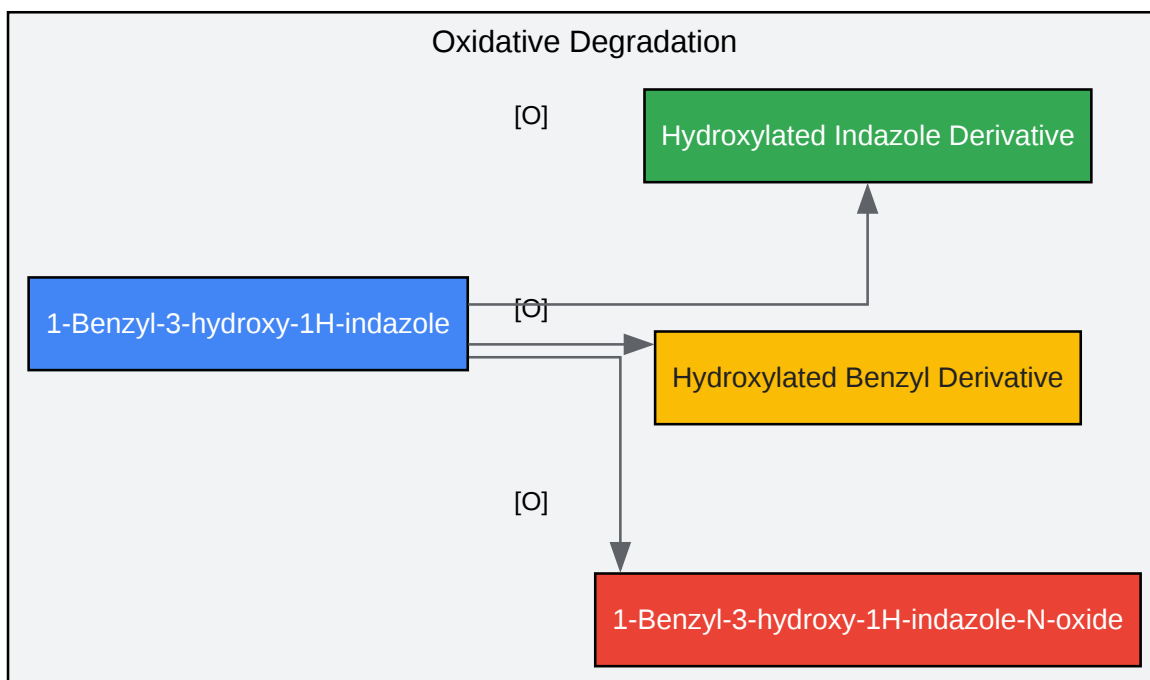 Oxidative Degradation
[O]
Hydroxylated Indazole Derivative
1-Benzyl-3-hydroxy-1H-indazole
[O]
Hydroxylated Benzyl Derivative
[O]
1-Benzyl-3-hydroxy-1H-indazole-N-oxide